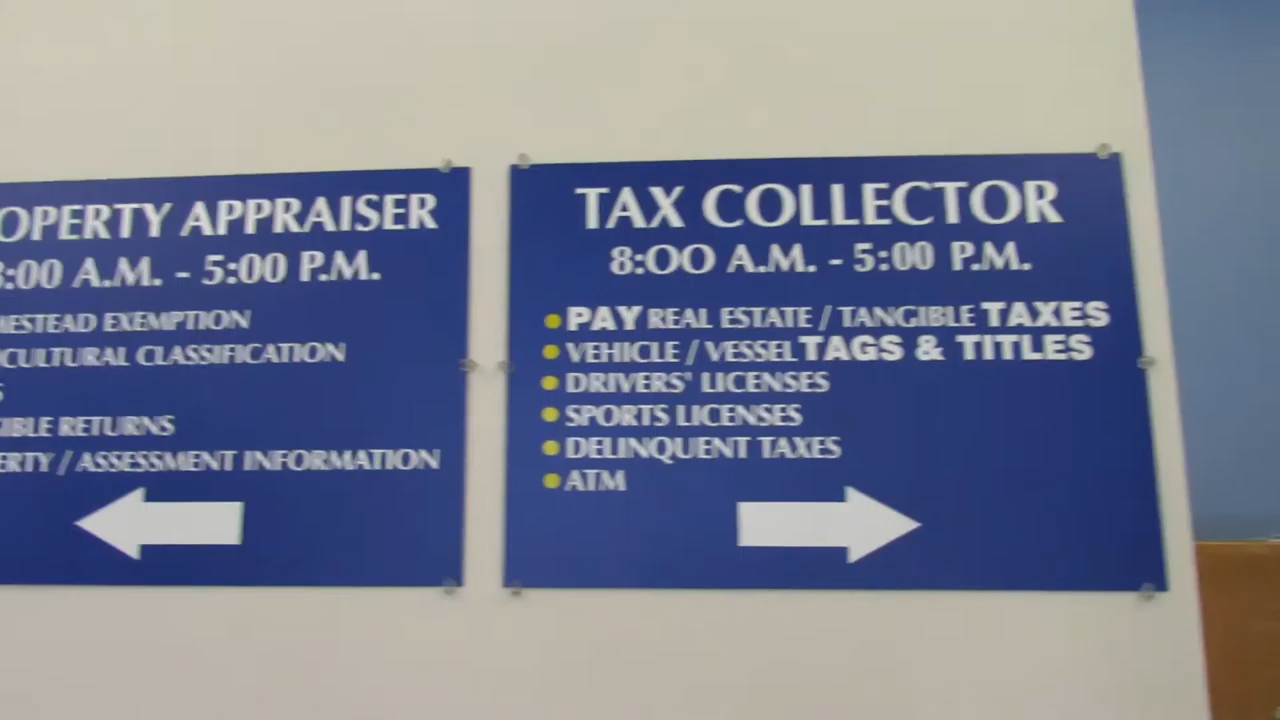 OPERTY APPRAISER
8:00 A.M. - 5:00 P.M.
ESTEAD EXEMPTION
CULTURAL CLASSIFICATION
S
IBLE RETURNS
ERTY / ASSESSMENT INFORMATION
TAX COLLECTOR
8:OO A.M. - 5:00 P.M.
PAY REAL ESTATE / TANGIBLE TAXES
VEHICLE / VESSEL TAGS & TITLES
DRIVERS' LICENSES
SPORTS LICENSES
DELINQUENT TAXES
ATM